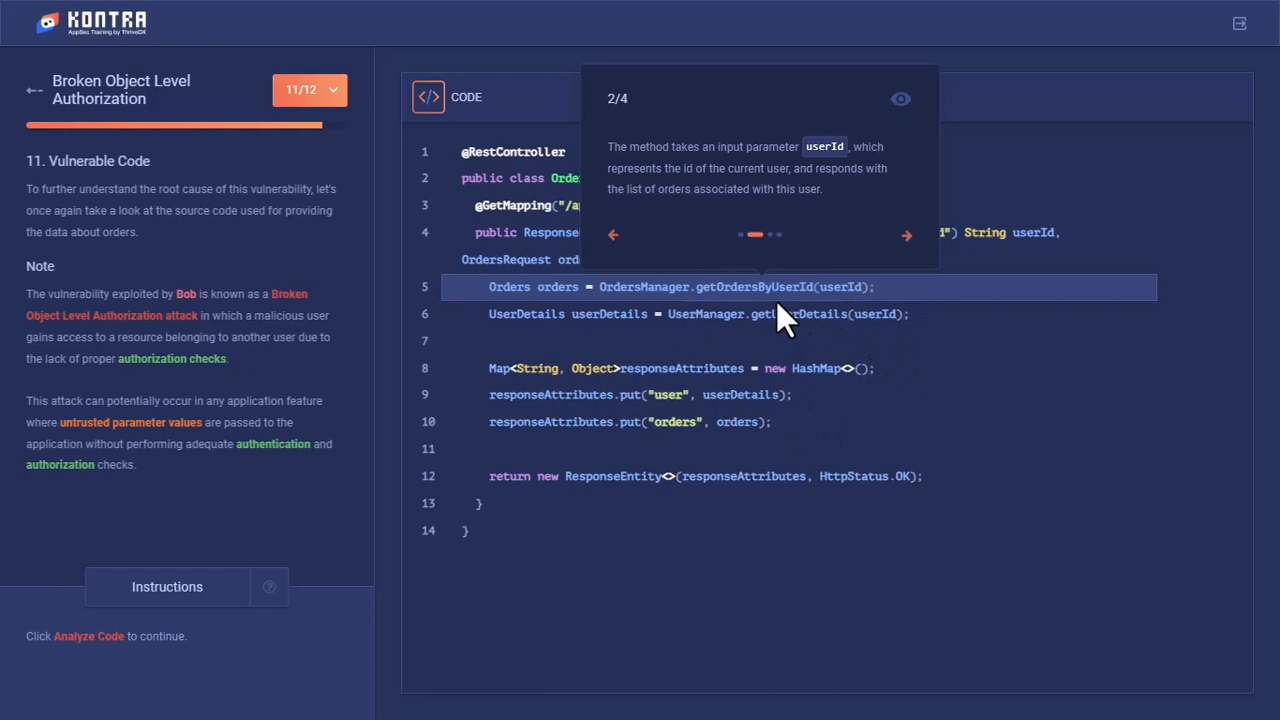 KONTRA
AppSec Training by ThriveDX
Broken Object Level
Authorization
11/12
11. Vulnerable Code
To further understand the root cause of this vulnerability, let's
once again take a look at the source code used for providing
the data about orders.
Note
The vulnerability exploited by Bob is known as a Broken
Object Level Authorization attack in which a malicious user
gains access to a resource belonging to another user due to
the lack of proper authorization checks.
This attack can potentially occur in any application feature
where untrusted parameter values are passed to the
application without performing adequate authentication and
authorization checks.
Instructions
?
Click Analyze Code to continue.
</> CODE
2/4
The method takes an input parameter userId, which
represents the id of the current user, and responds with
the list of orders associated with this user.
1 @RestController
2 public class
3 @GetMapping(
4 public String userId,
OrdersRequest
5 Orders orders = OrdersManager.getOrdersByUserId(userId);
6 UserDetails userDetails = UserManager.getUserDetails(userId);
7
8 Map<String, Object>responseAttributes = new HashMap<>();
9 responseAttributes.put("user", userDetails);
10 responseAttributes.put("orders", orders);
11
12 return new ResponseEntity<>(responseAttributes, HttpStatus.OK);
13 }
14 }